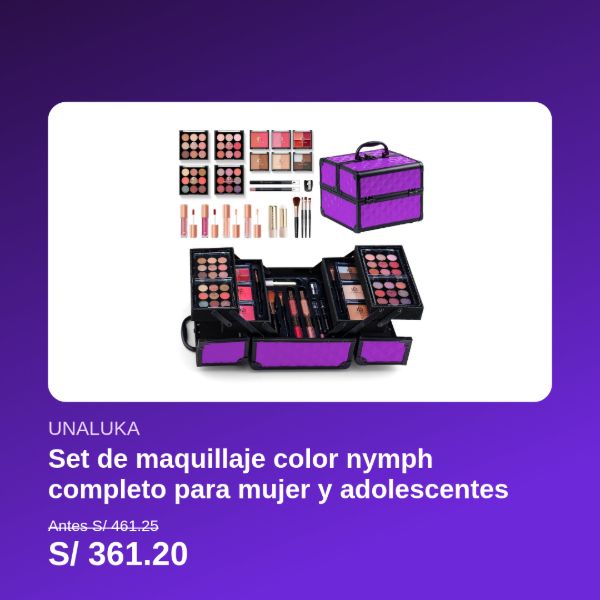 UNALUKA
Set de maquillaje color nymph
completo para mujer y adolescentes
Antes S/ 461.25
S/ 361.20